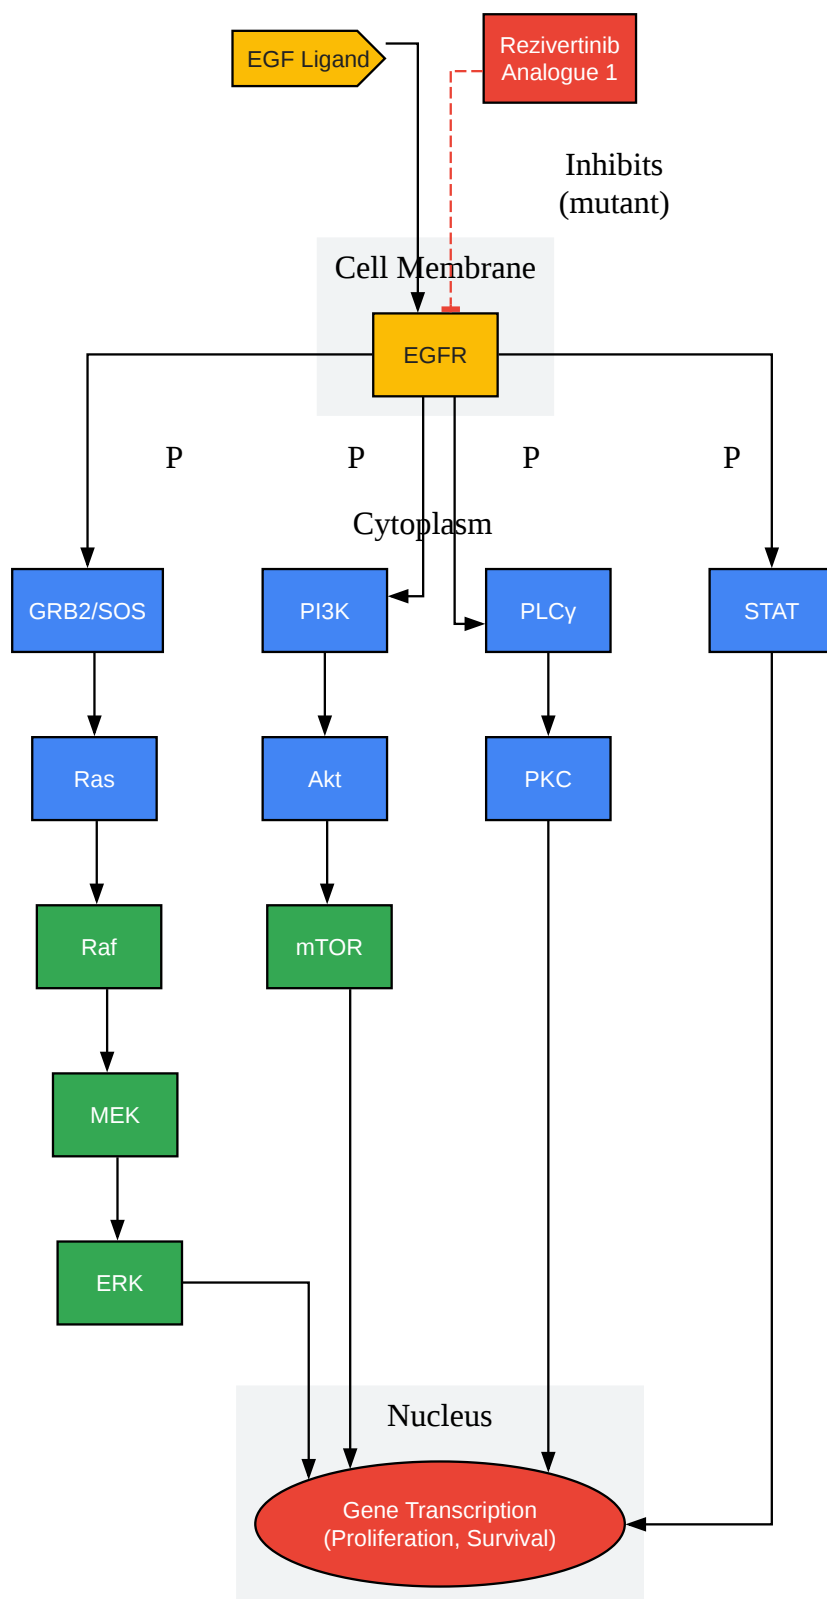 EGF Ligand
Rezivertinib
Analogue 1
Inhibits
(mutant)
Cell Membrane
EGFR
P
P
P
P
Cytoplasm
GRB2/SOS
PI3K
PLCγ
STAT
Ras
Akt
PKC
Raf
mTOR
MEK
ERK
Nucleus
Gene Transcription
(Proliferation, Survival)